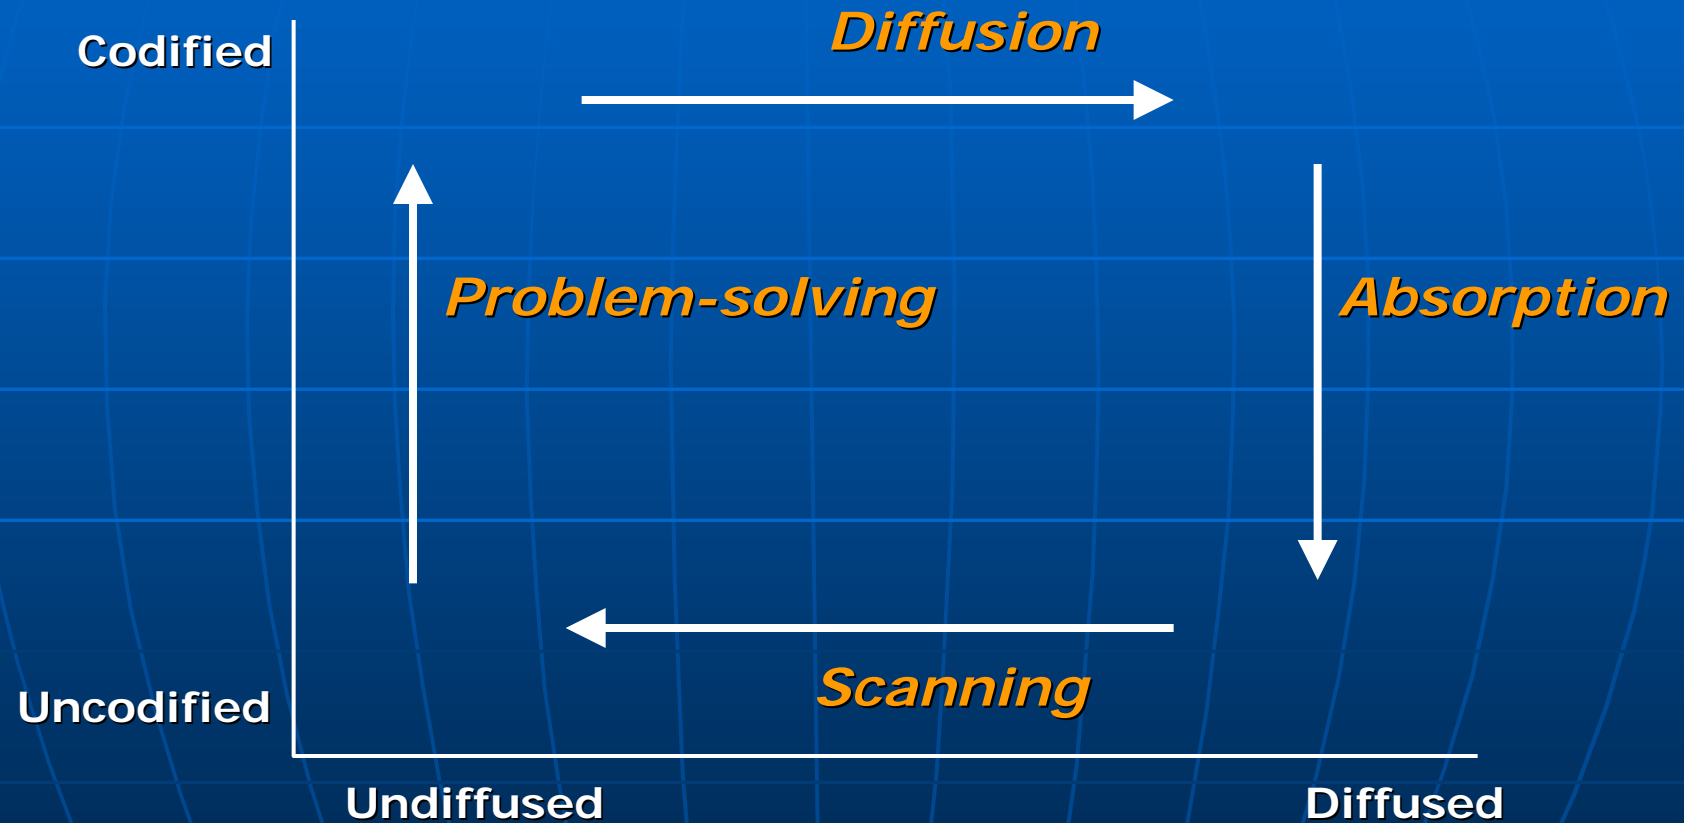 Diffusion
Codified
Problem-solving
Absorption
Scanning
Uncodified
Undiffused
Diffused